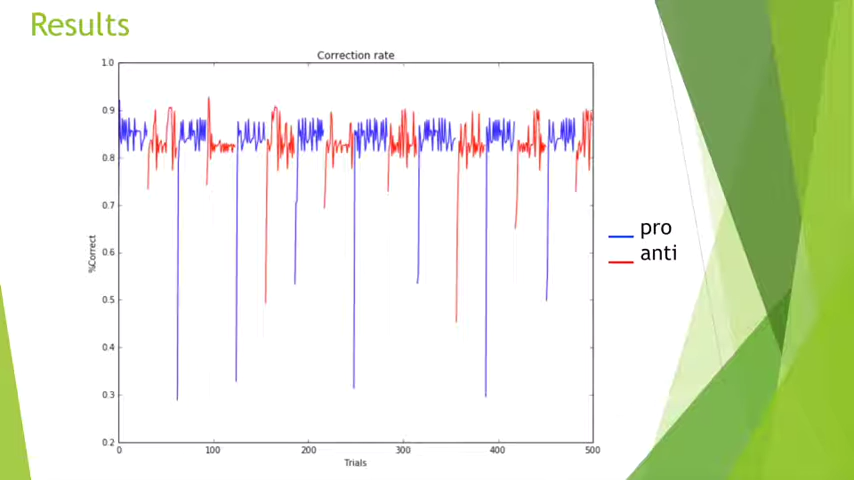 Results
Correction rate
1.0
0.9
0.8
0.7
0.6
0.5
0.4
0.3
0.2
%Correct
0 100 200 300 400 500
Trials
pro
anti